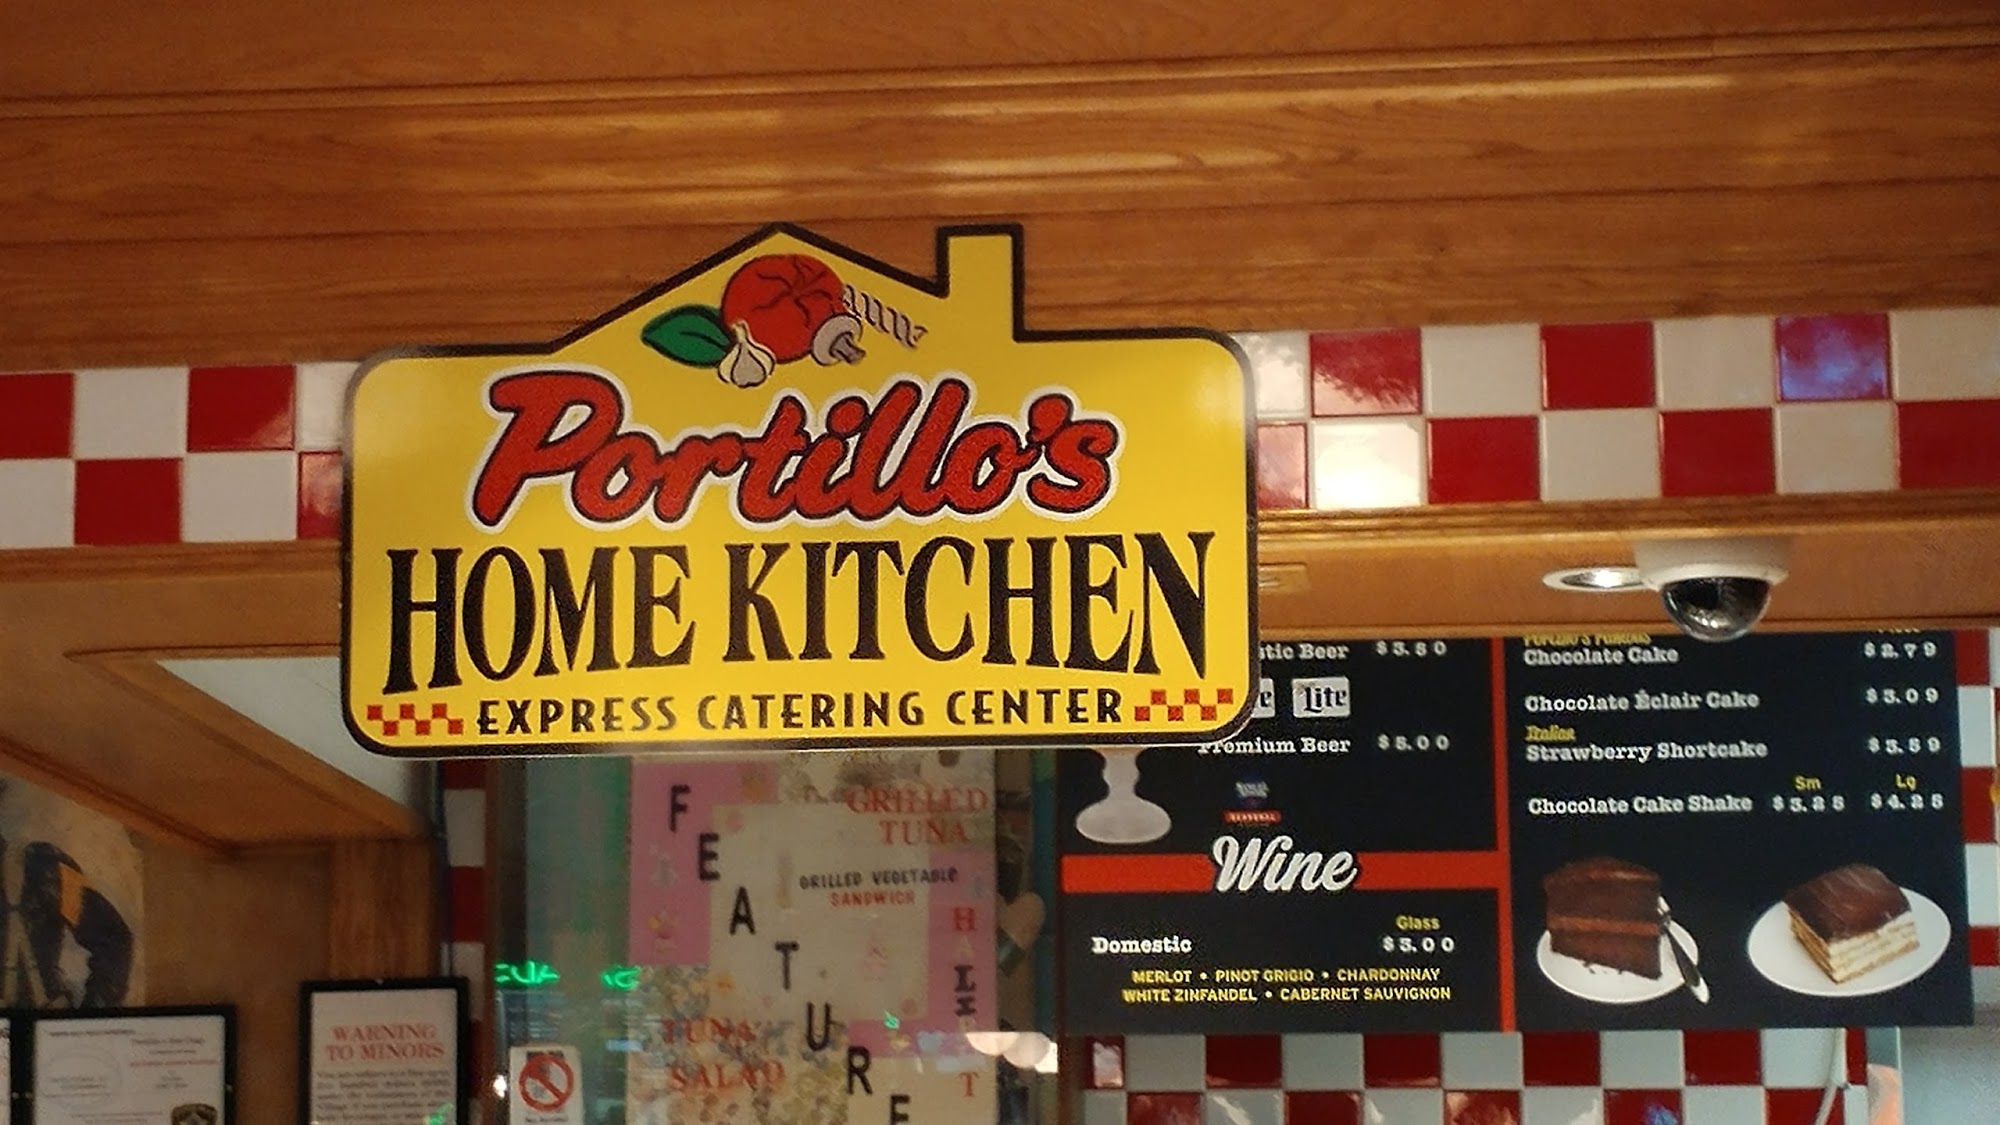 Portillo's
HOME KITCHEN
EXPRESS CATERING CENTER
Beer $3.50
Lite
Premium Beer $5.00
Wine
Glass
Domestic $5.00
MERLOT • PINOT GRIGIO • CHARDONNAY
WHITE ZINFANDEL • CABERNET SAUVIGNON
Portillo's Famous
Chocolate Cake $2.79
Chocolate Éclair Cake $3.09
Italian
Strawberry Shortcake $3.59
Sm Lg
Chocolate Cake Shake $3.25 $4.25
FEATURE
GRILLED
TUNA
GRILLED VEGETABLE
SANDWICH
TUNA
SALAD
WARNING
TO MINORS